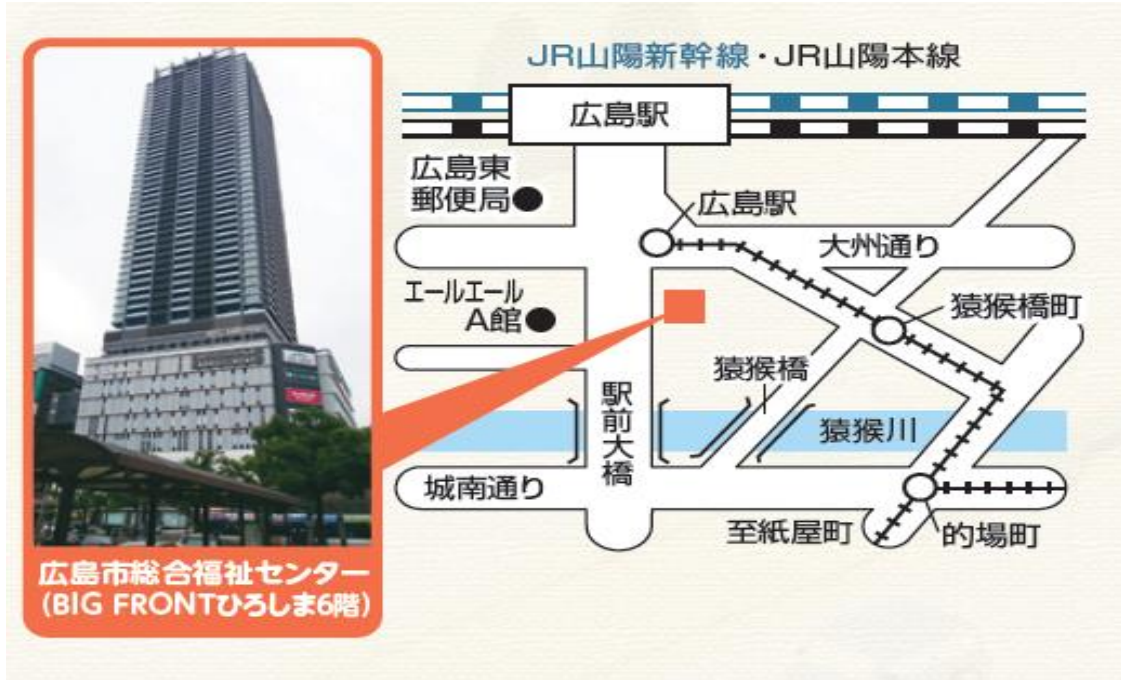 JR山陽新幹線・JR山陽本線
広島駅
広島東
郵便局
広島駅
大州通り
エールエール
A館
猿猴橋町
猿猴橋
駅前大橋
猿猴川
城南通り
至紙屋町
的場町
広島市総合福祉センター
(BIG FRONTひろしま6階)